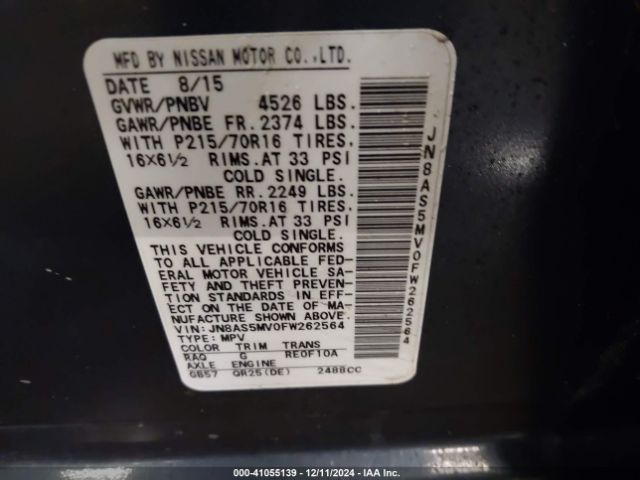 MFD BY NISSAN MOTOR CO.,LTD.
DATE 8/15
GVWR/PNBV 4526 LBS.
GAWR/PNBE FR. 2374 LBS.
WITH P215/70R16 TIRES.
16X6½ RIMS. AT 33 PSI
COLD SINGLE.
GAWR/PNBE RR. 2249 LBS.
WITH P215/70R16 TIRES.
16X6½ RIMS. AT 33 PSI
COLD SINGLE.
THIS VEHICLE CONFORMS
TO ALL APPLICABLE FED-
ERAL MOTOR VEHICLE SA-
FETY AND THEFT PREVEN-
TION STANDARDS IN EFF-
ECT ON THE DATE OF MA-
NUFACTURE SHOWN ABOVE.
VIN: JN8AS5MV0FW262564
TYPE: MPV
COLOR TRIM TRANS
RAQ G RE0F10A
AXLE ENGINE
GB57 QR25(DE) 2488CC
JN8AS5MV0FW262564
000-41055139 - 12/11/2024 - IAA Inc.